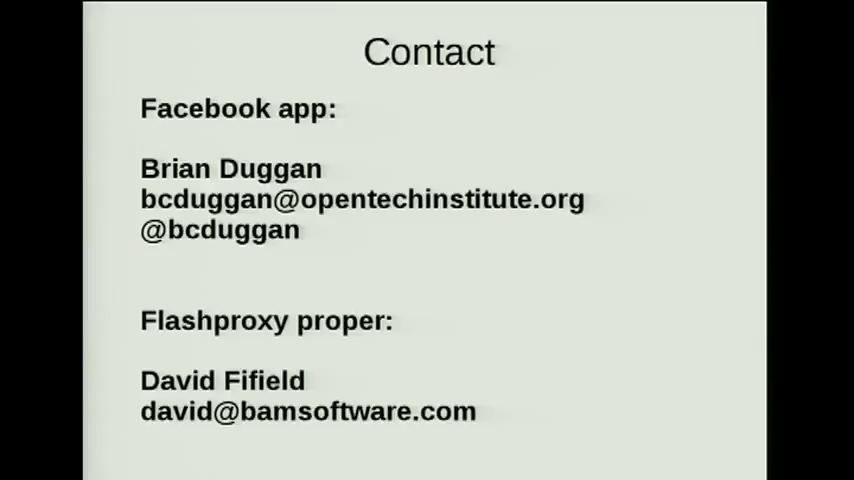 Contact
Facebook app:
Brian Duggan
bcduggan@opentechinstitute.org
@bcduggan
Flashproxy proper:
David Fifield
david@bamsoftware.com